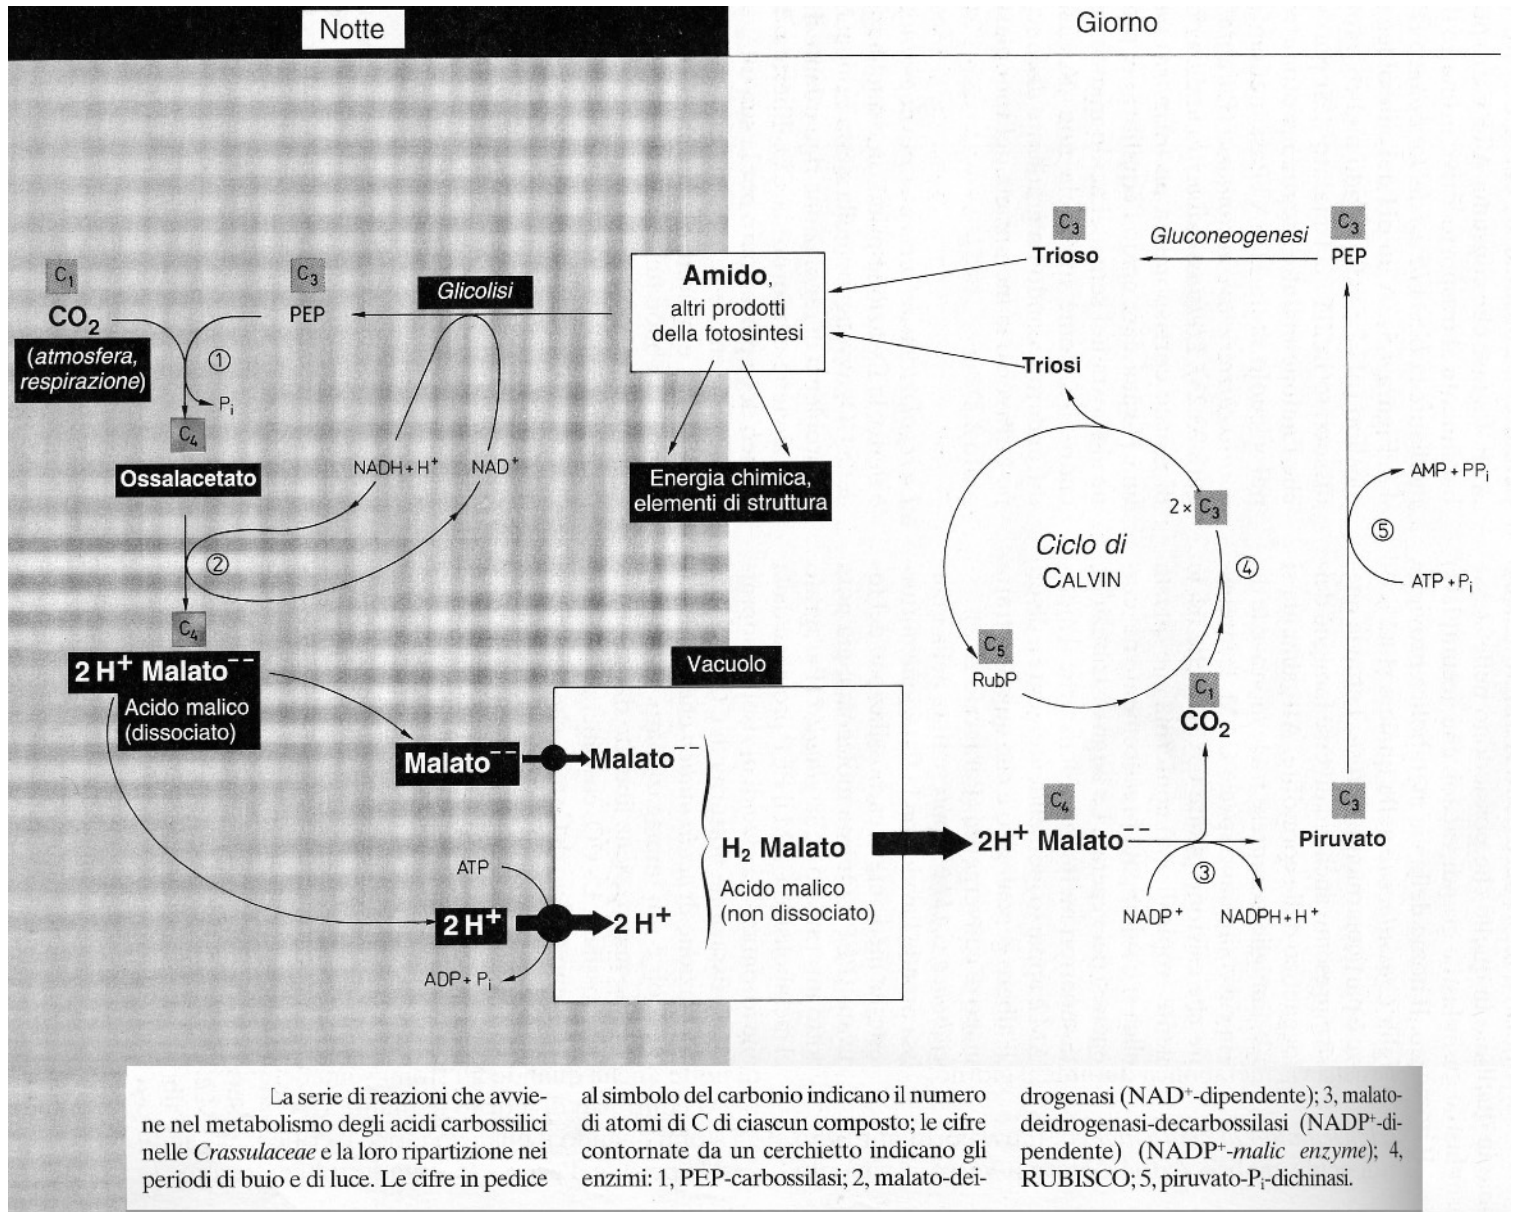 Notte
Giorno
C₁
CO₂
(atmosfera,
respirazione)
C₃
PEP
Glicolisi
①
Pᵢ
C₄
Ossalacetato
NADH + H⁺
NAD⁺
②
C₄
2 H⁺ Malato⁻⁻
Acido malico
(dissociato)
Amido,
altri prodotti
della fotosintesi
Energia chimica,
elementi di struttura
C₃
Trioso
Gluconeogenesi
C₃
PEP
Triosi
2 × C₃
Ciclo di
CALVIN
④
C₅
RubP
C₁
CO₂
AMP + PPᵢ
⑤
ATP + Pᵢ
Vacuolo
Malato⁻⁻
Malato⁻⁻
ATP
2 H⁺
2 H⁺
ADP + Pᵢ
H₂ Malato
Acido malico
(non dissociato)
C₄
2H⁺ Malato⁻⁻
C₃
Piruvato
③
NADP⁺
NADPH + H⁺
La serie di reazioni che avvie-
ne nel metabolismo degli acidi carbossilici
nelle Crassulaceae e la loro ripartizione nei
periodi di buio e di luce. Le cifre in pedice
al simbolo del carbonio indicano il numero
di atomi di C di ciascun composto; le cifre
contornate da un cerchietto indicano gli
enzimi: 1, PEP-carbossilasi; 2, malato-dei-
drogenasi (NAD⁺-dipendente); 3, malato-
deidrogenasi-decarbossilasi (NADP⁺-di-
pendente) (NADP⁺-malic enzyme); 4,
RUBISCO; 5, piruvato-Pᵢ-dichinasi.